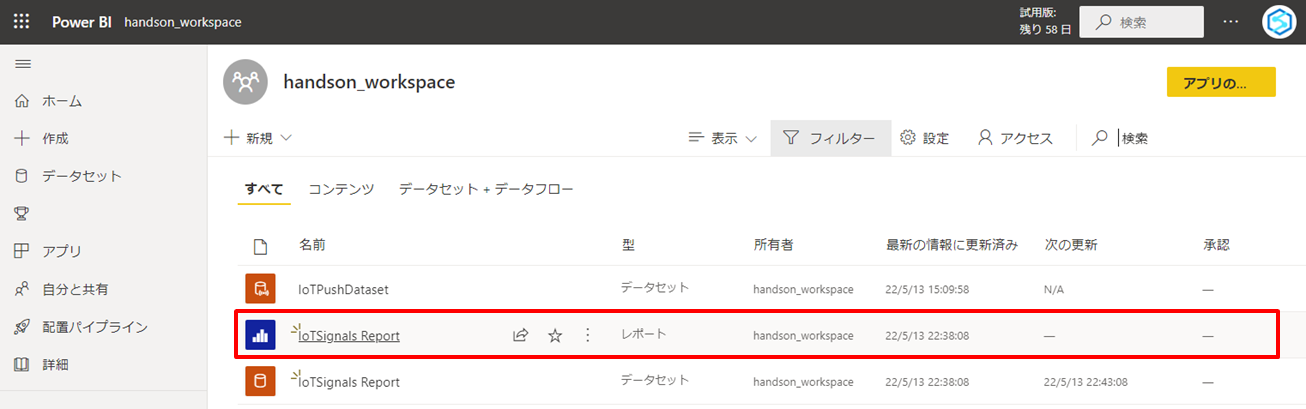 Power BI handson_workspace
試用版:
残り 58 日
検索
handson_workspace
アプリの...
ホーム
作成
データセット
アプリ
自分と共有
配置パイプライン
詳細
新規
表示 フィルター 設定 アクセス 検索
すべて コンテンツ データセット + データフロー
名前 型 所有者 最新の情報に更新済み 次の更新 承認
IoTPushDataset データセット handson_workspace 22/5/13 15:09:58 N/A —
IoTSignals Report レポート handson_workspace 22/5/13 22:38:08 — —
IoTSignals Report データセット handson_workspace 22/5/13 22:38:08 22/5/13 22:43:08 —